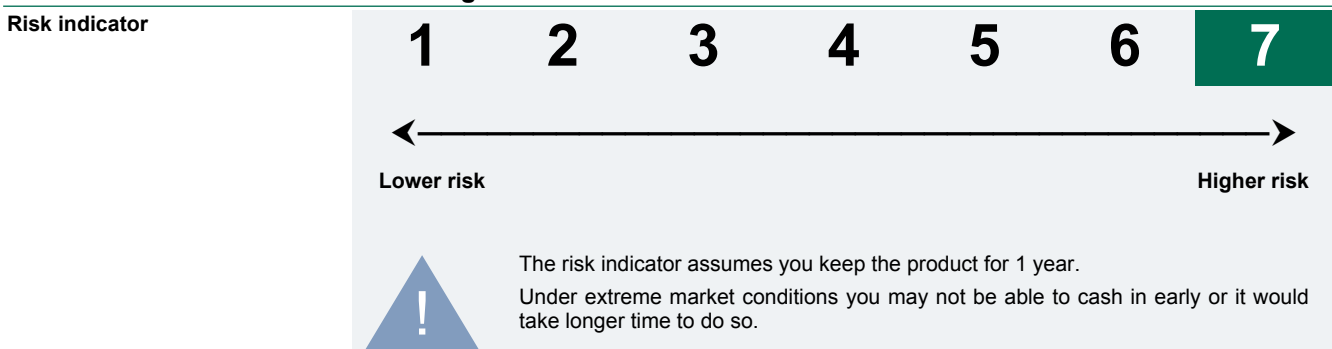 Risk indicator
1 2 3 4 5 6 7
Lower risk Higher risk
!
The risk indicator assumes you keep the product for 1 year.
Under extreme market conditions you may not be able to cash in early or it would
take longer time to do so.